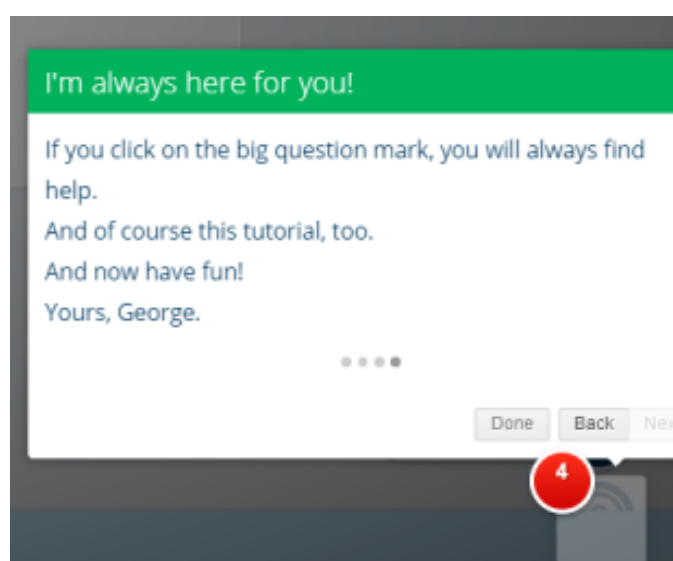 I'm always here for you!
If you click on the big question mark, you will always find
help.
And of course this tutorial, too.
And now have fun!
Yours, George.
Done
Back
4